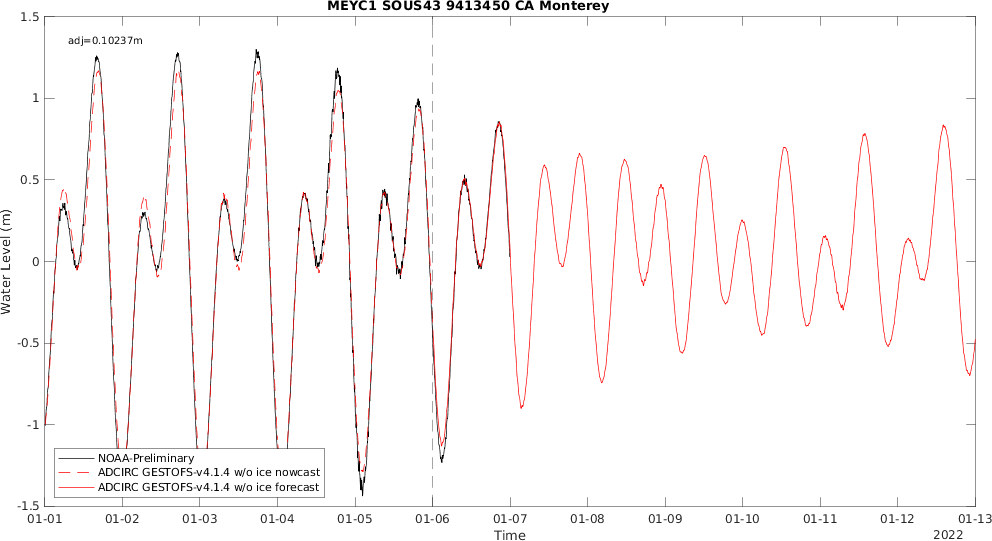 MEYC1 SOUS43 9413450 CA Monterey
1.5
adj=0.10237m
1
0.5
0
-0.5
-1
-1.5
Water Level (m)
NOAA-Preliminary
ADCIRC GESTOFS-v4.1.4 w/o ice nowcast
ADCIRC GESTOFS-v4.1.4 w/o ice forecast
01-01 01-02 01-03 01-04 01-05 01-06 01-07 01-08 01-09 01-10 01-11 01-12 01-13
Time
2022